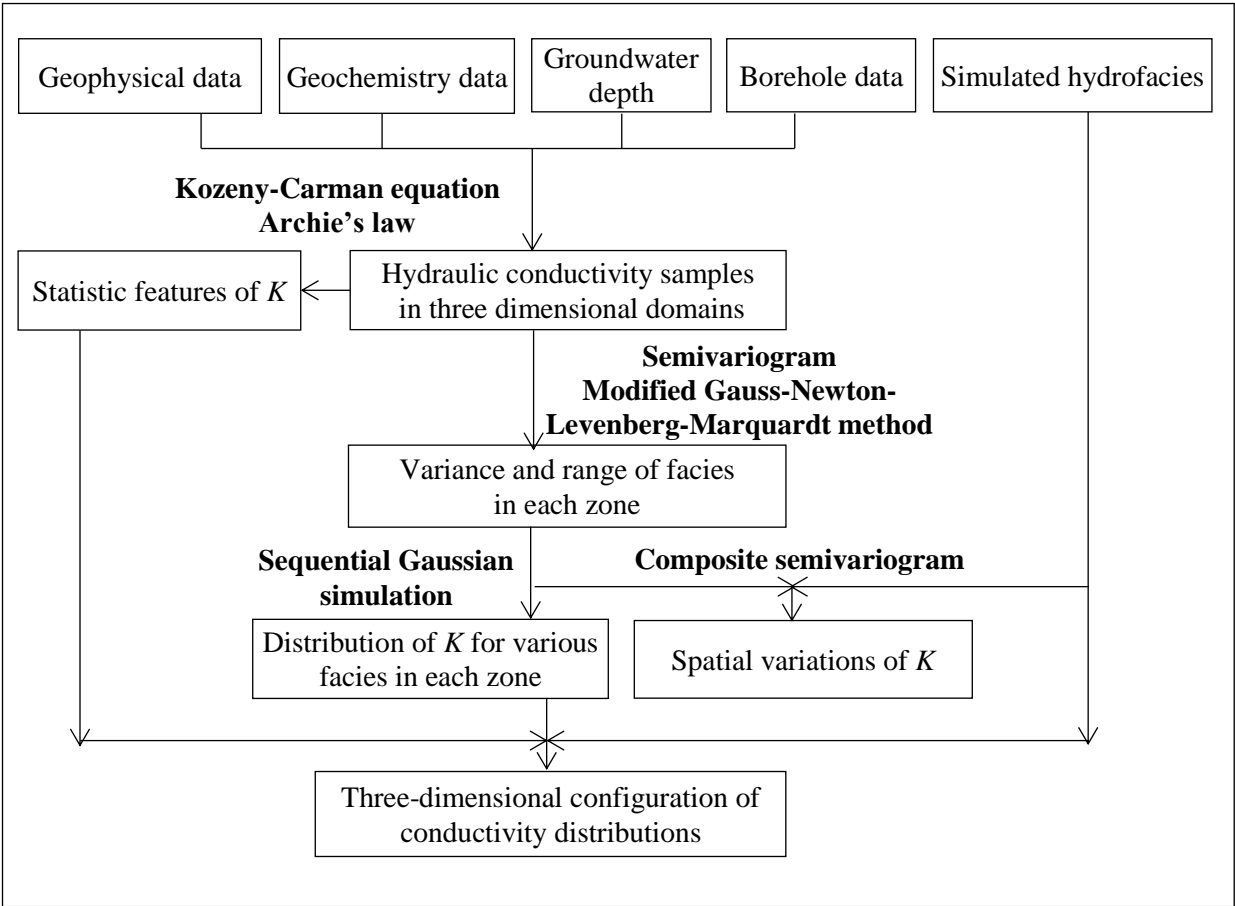 Geophysical data
Geochemistry data
Groundwater
depth
Borehole data
Simulated hydrofacies
Kozeny-Carman equation
Archie's law
Statistic features of K
Hydraulic conductivity samples
in three dimensional domains
Semivariogram
Modified Gauss-Newton-
Levenberg-Marquardt method
Variance and range of facies
in each zone
Sequential Gaussian
simulation
Composite semivariogram
Distribution of K for various
facies in each zone
Spatial variations of K
Three-dimensional configuration of
conductivity distributions